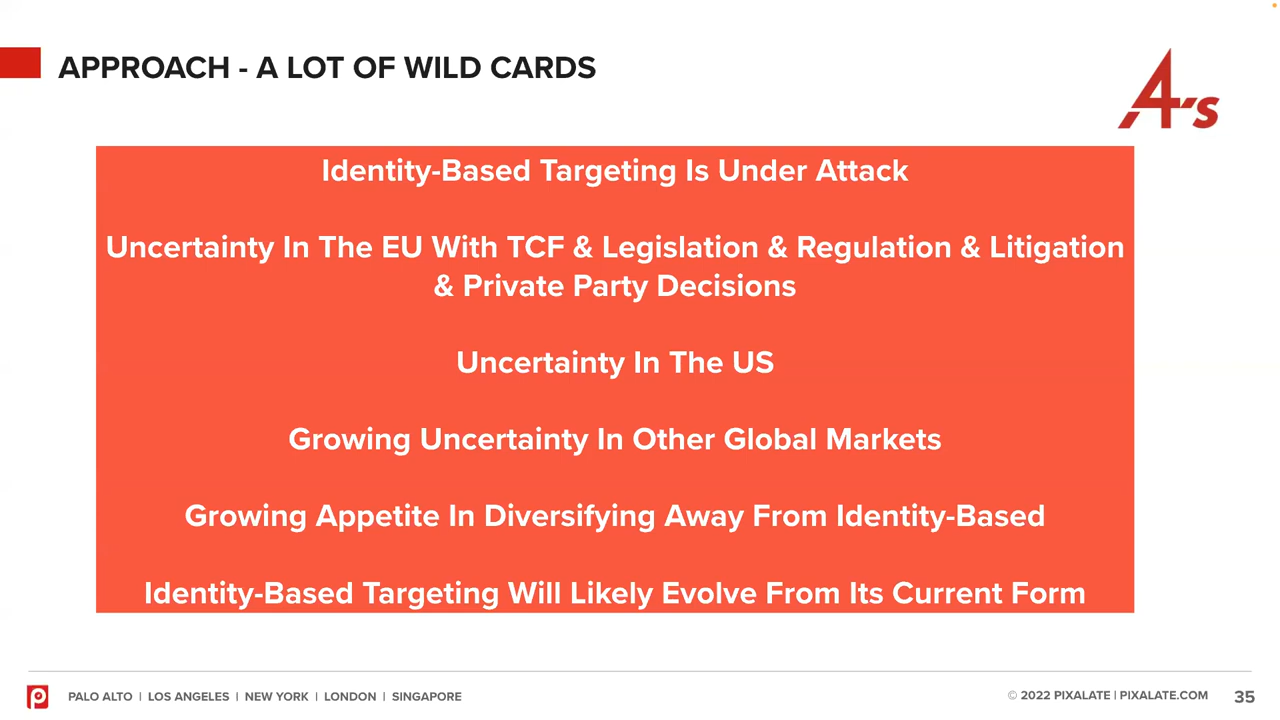 APPROACH - A LOT OF WILD CARDS
4's
Identity-Based Targeting Is Under Attack
Uncertainty In The EU With TCF & Legislation & Regulation & Litigation
& Private Party Decisions
Uncertainty In The US
Growing Uncertainty In Other Global Markets
Growing Appetite In Diversifying Away From Identity-Based
Identity-Based Targeting Will Likely Evolve From Its Current Form
PALO ALTO | LOS ANGELES | NEW YORK | LONDON | SINGAPORE
© 2022 PIXALATE | PIXALATE.COM 35